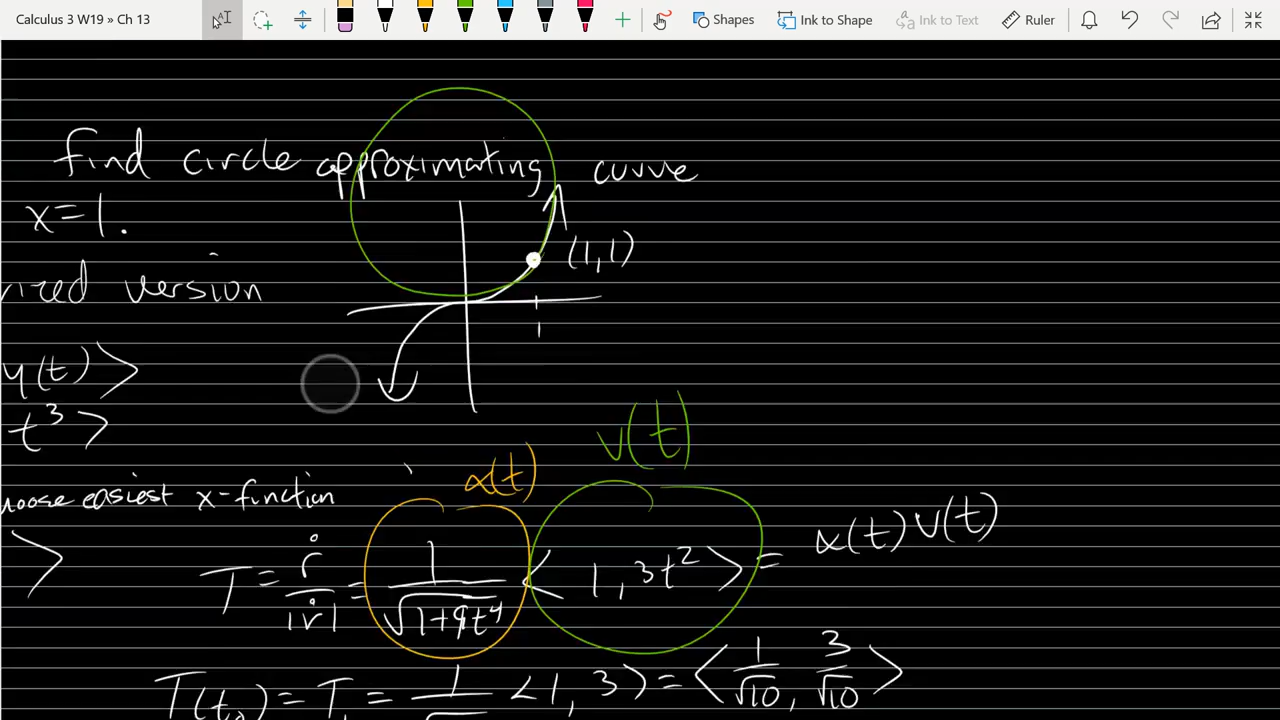 Calculus 3 W19 » Ch 13
Shapes
Ink to Shape
Ink to Text
Ruler
find circle approximating curve
x=1.
(1,1)
rized version
1
y(t)>
t³>
v(t)
α(t)
hoose easiest x-function
>
T = ṙ/|ṙ| = 1/√(1+9t⁴) <1, 3t²> = α(t) v(t)
T(t₀) = T₁ = <1, 3> = <1/√10, 3/√10>